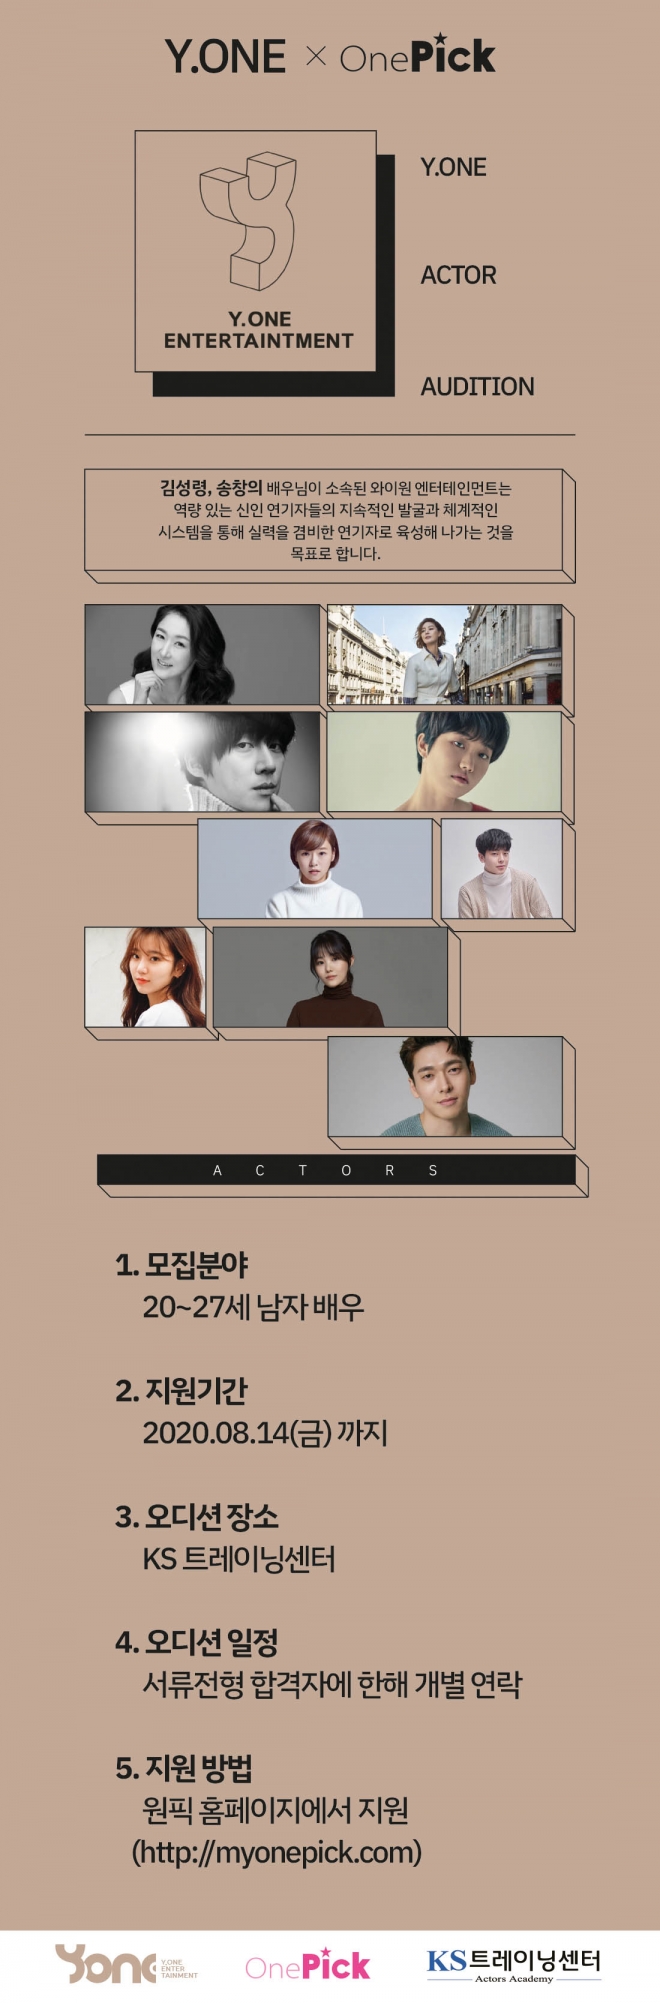 Y.ONE × OnePick
Y.ONE
ENTERTAINTMENT
Y.ONE
ACTOR
AUDITION
김성령, 송창의 배우님이 소속된 와이원 엔터테인먼트는
역량 있는 신인 연기자들의 지속적인 발굴과 체계적인
시스템을 통해 실력을 겸비한 연기자로 육성해 나가는 것을
목표로 합니다.
ACTORS
1. 모집분야
20~27세 남자 배우
2. 지원기간
2020.08.14(금) 까지
3. 오디션 장소
KS 트레이닝센터
4. 오디션 일정
서류전형 합격자에 한해 개별 연락
5. 지원 방법
원픽 홈페이지에서 지원
(http://myonepick.com)
Yone
Y.ONE
ENTER
TAINMENT
OnePick
KS트레이닝센터
Actors Academy